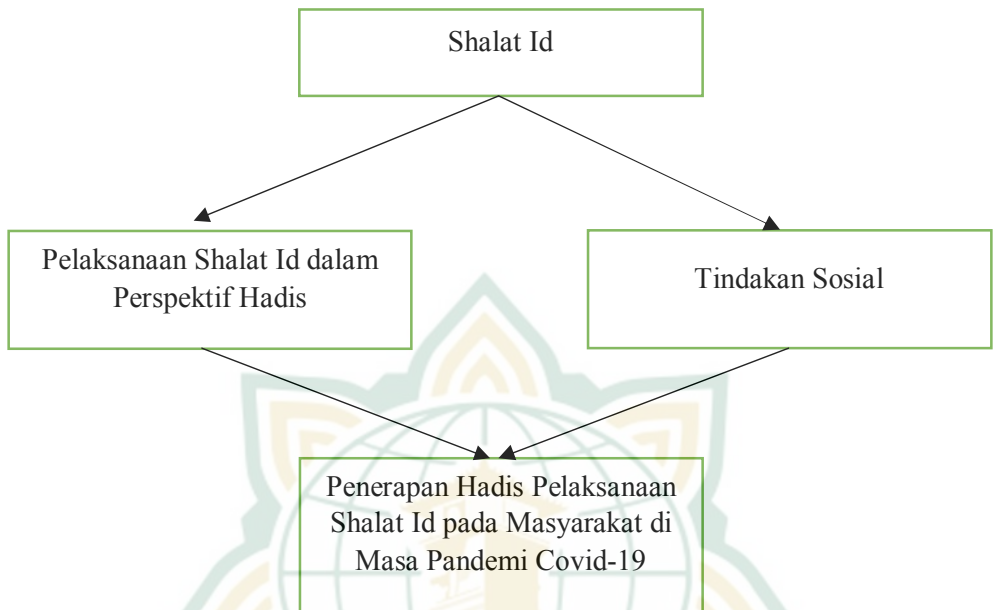 Shalat Id
Pelaksanaan Shalat Id dalam
Perspektif Hadis
Tindakan Sosial
Penerapan Hadis Pelaksanaan
Shalat Id pada Masyarakat di
Masa Pandemi Covid-19